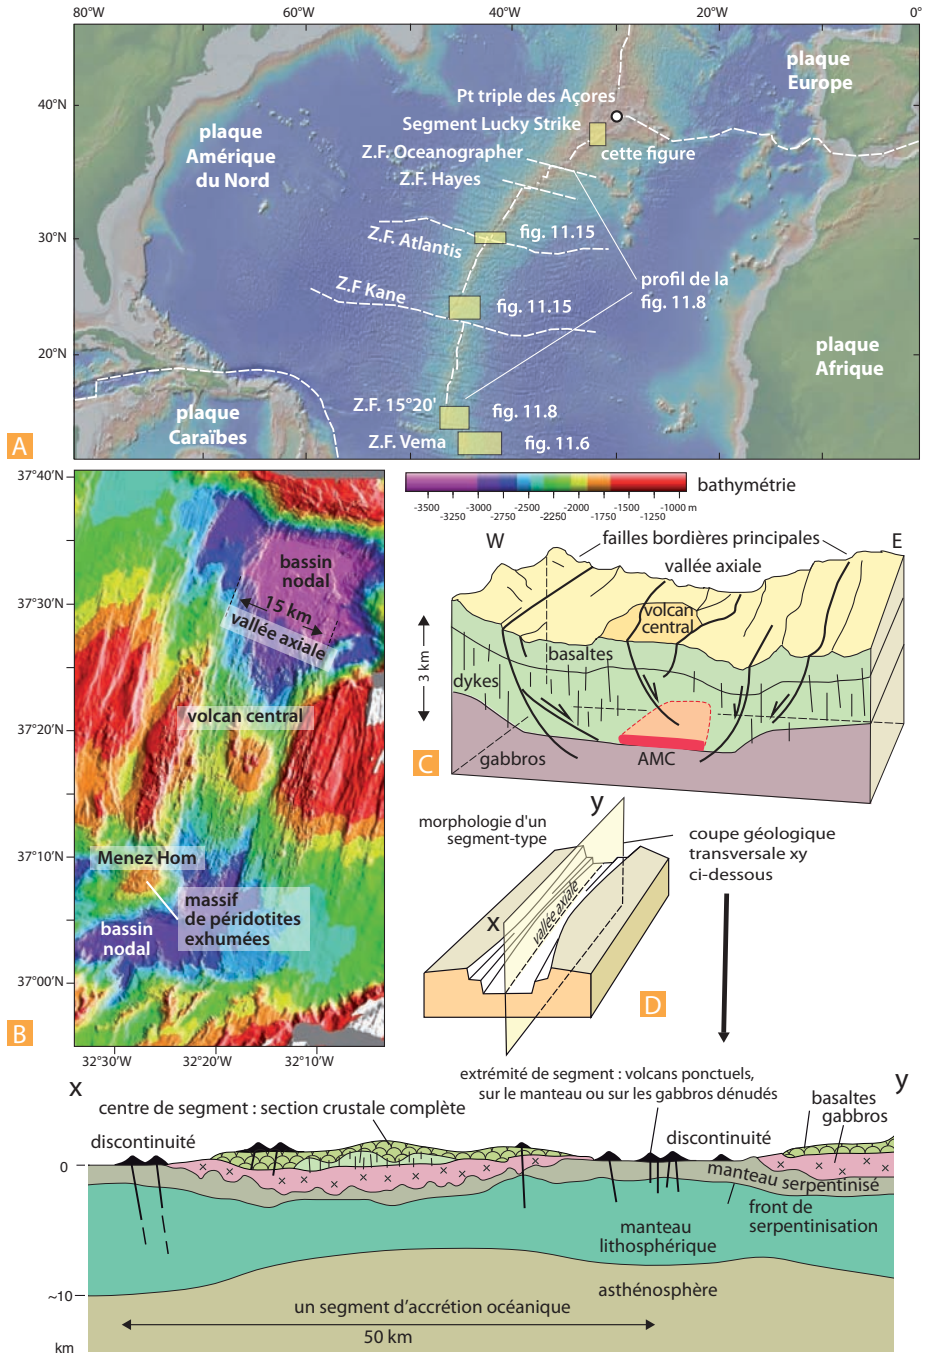 80°W
60°W
40°W
20°W
0°
40°N
30°N
20°N
plaque
Europe
Pt triple des Açores
plaque
Amérique
du Nord
Segment Lucky Strike
cette figure
Z.F. Oceanographer
Z.F. Hayes
Z.F. Atlantis
fig. 11.15
Z.F Kane
fig. 11.15
profil de la
fig. 11.8
plaque
Afrique
plaque
Caraïbes
Z.F. 15°20'
fig. 11.8
Z.F. Vema
fig. 11.6
A
37°40'N
37°30'N
37°20'N
37°10'N
37°00'N
bassin
nodal
15 km
vallée axiale
volcan central
Menez Hom
massif
de péridotites
exhumées
bassin
nodal
B
32°30'W
32°20'W
32°10'W
bathymétrie
-3500
-3000
-2500
-2000
-1500
-1000 m
-3250
-2750
-2250
-1750
-1250
W
failles bordières principales
E
vallée axiale
volcan
central
basaltes
3 km
dykes
gabbros
AMC
C
y
morphologie d'un
segment-type
coupe géologique
transversale xy
ci-dessous
x
vallée axiale
D
x
y
extrémité de segment : volcans ponctuels,
sur le manteau ou sur les gabbros dénudés
centre de segment : section crustale complète
basaltes
gabbros
discontinuité
discontinuité
0
manteau serpentinisé
front de
serpentinisation
manteau
lithosphérique
asthénosphère
~10
un segment d'accrétion océanique
50 km
km